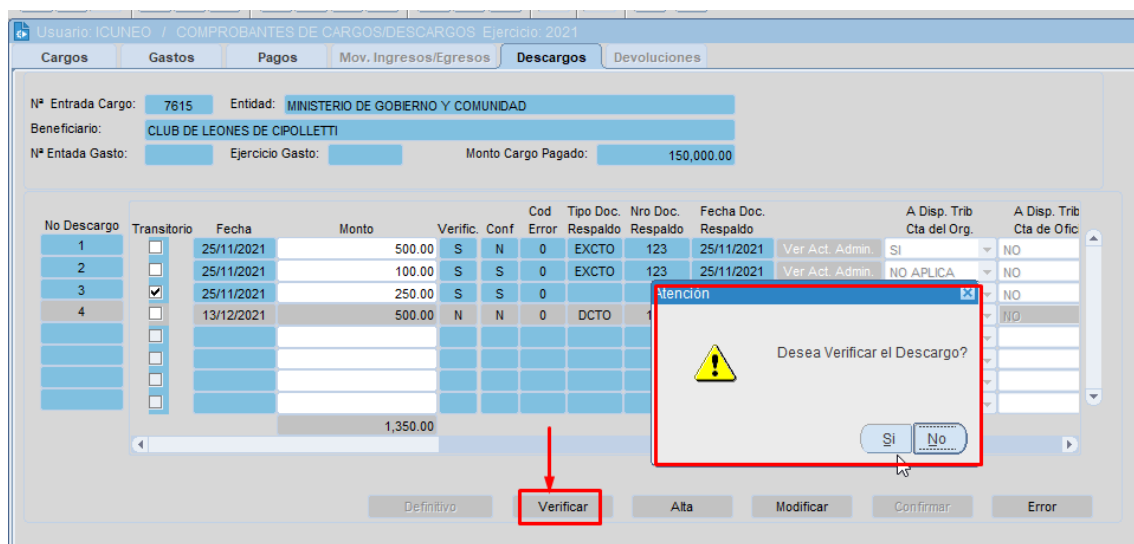 Usuario: ICUNEO / COMPROBANTES DE CARGOS/DESCARGOS Ejercicio: 2021
Cargos Gastos Pagos Mov. Ingresos/Egresos Descargos Devoluciones
Nª Entrada Cargo: 7615 Entidad: MINISTERIO DE GOBIERNO Y COMUNIDAD
Beneficiario: CLUB DE LEONES DE CIPOLLETTI
Nª Entada Gasto: Ejercicio Gasto: Monto Cargo Pagado: 150,000.00
Cod Tipo Doc. Nro Doc. Fecha Doc. A Disp. Trib A Disp. Trib
No Descargo Transitorio Fecha Monto Verific. Conf Error Respaldo Respaldo Respaldo Cta del Org. Cta de Ofic
1 25/11/2021 500.00 S N 0 EXCTO 123 25/11/2021 Ver Act. Admin. SI NO
2 25/11/2021 100.00 S N 0 EXCTO 123 25/11/2021 Ver Act. Admin. NO APLICA NO
3 25/11/2021 250.00 S S 0 NO
4 13/12/2021 500.00 N N 0 DCTO 1 NO
1,350.00
Atención
Desea Verificar el Descargo?
Si No
Definitivo Verificar Alta Modificar Confirmar Error